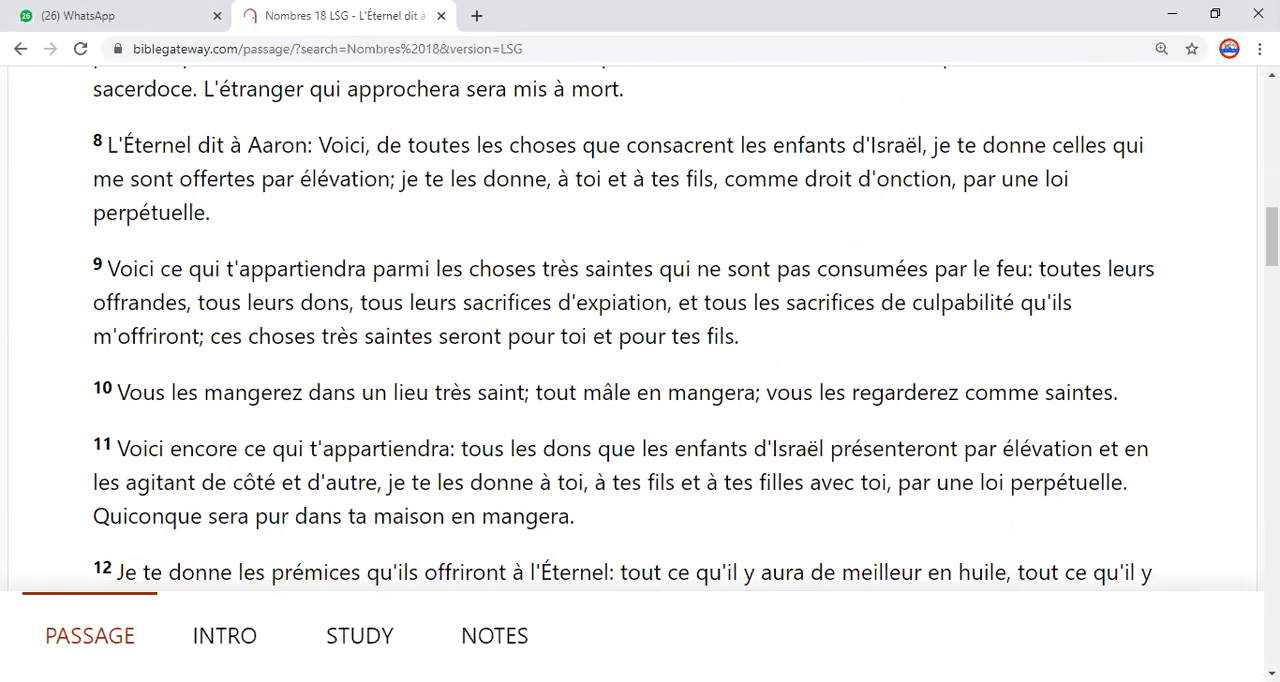 (26) WhatsApp
Nombres 18 LSG - L'Éternel dit à
biblegateway.com/passage/?search=Nombres%2018&version=LSG
sacerdoce. L'étranger qui approchera sera mis à mort.
8 L'Éternel dit à Aaron: Voici, de toutes les choses que consacrent les enfants d'Israël, je te donne celles qui
me sont offertes par élévation; je te les donne, à toi et à tes fils, comme droit d'onction, par une loi
perpétuelle.
9 Voici ce qui t'appartiendra parmi les choses très saintes qui ne sont pas consumées par le feu: toutes leurs
offrandes, tous leurs dons, tous leurs sacrifices d'expiation, et tous les sacrifices de culpabilité qu'ils
m'offriront; ces choses très saintes seront pour toi et pour tes fils.
10 Vous les mangerez dans un lieu très saint; tout mâle en mangera; vous les regarderez comme saintes.
11 Voici encore ce qui t'appartiendra: tous les dons que les enfants d'Israël présenteront par élévation et en
les agitant de côté et d'autre, je te les donne à toi, à tes fils et à tes filles avec toi, par une loi perpétuelle.
Quiconque sera pur dans ta maison en mangera.
12 Je te donne les prémices qu'ils offriront à l'Éternel: tout ce qu'il y aura de meilleur en huile, tout ce qu'il y
PASSAGE INTRO STUDY NOTES